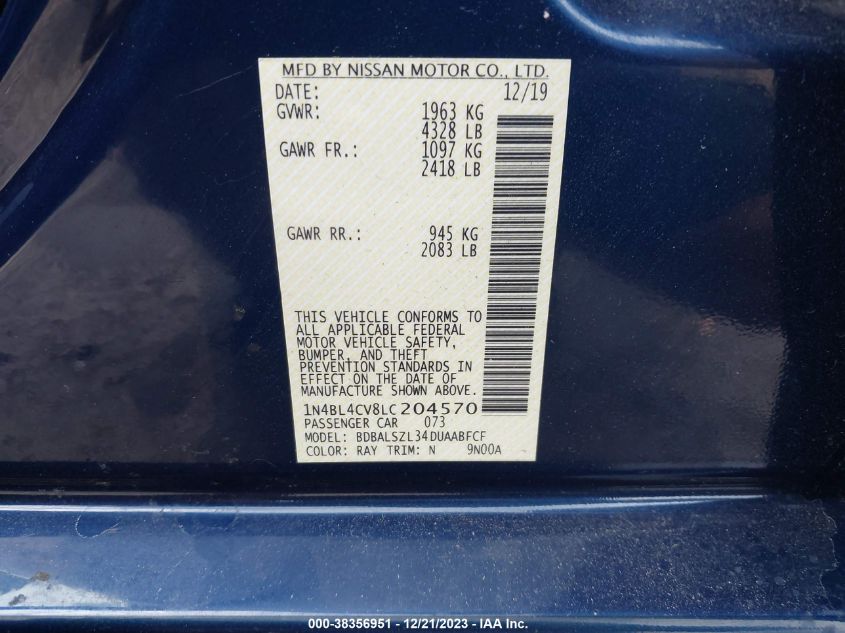 MFD BY NISSAN MOTOR CO., LTD.
DATE: 12/19
GVWR: 1963 KG
4328 LB
GAWR FR.: 1097 KG
2418 LB
GAWR RR.: 945 KG
2083 LB
THIS VEHICLE CONFORMS TO
ALL APPLICABLE FEDERAL
MOTOR VEHICLE SAFETY,
BUMPER, AND THEFT
PREVENTION STANDARDS IN
EFFECT ON THE DATE OF
MANUFACTURE SHOWN ABOVE.
1N4BL4CV8LC204570
PASSENGER CAR 073
MODEL: BDBALSZL34DUAABFCF
COLOR: RAY TRIM: N 9N00A
000-38356951 - 12/21/2023 - IAA Inc.